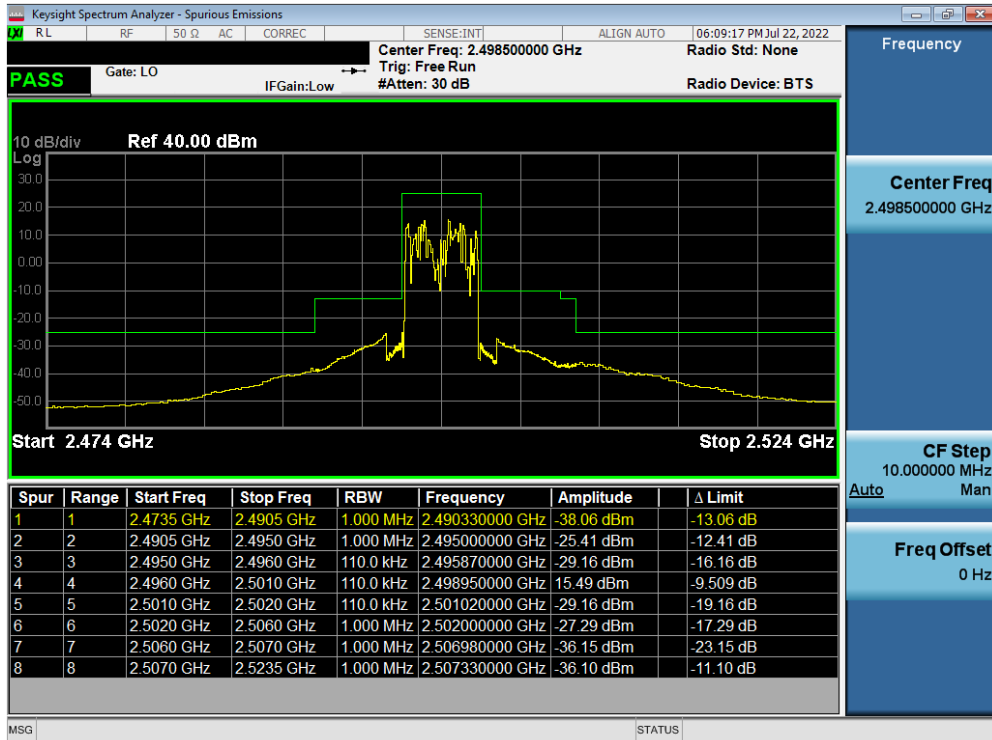 Keysight Spectrum Analyzer - Spurious Emissions
LXI RL RF 50 Ω AC CORREC SENSE:INT ALIGN AUTO 06:09:17 PM Jul 22, 2022
Center Freq: 2.498500000 GHz Radio Std: None
PASS Gate: LO Trig: Free Run
IFGain:Low #Atten: 30 dB Radio Device: BTS
Frequency
10 dB/div Ref 40.00 dBm
Log
30.0
20.0
10.0
0.00
-10.0
-20.0
-30.0
-40.0
-50.0
Start 2.474 GHz Stop 2.524 GHz
Center Freq
2.498500000 GHz
CF Step
10.000000 MHz
Auto Man
Freq Offset
0 Hz
Spur Range Start Freq Stop Freq RBW Frequency Amplitude Δ Limit
1 1 2.4735 GHz 2.4905 GHz 1.000 MHz 2.490330000 GHz -38.06 dBm -13.06 dB
2 2 2.4905 GHz 2.4950 GHz 1.000 MHz 2.495000000 GHz -25.41 dBm -12.41 dB
3 3 2.4950 GHz 2.4960 GHz 110.0 kHz 2.495870000 GHz -29.16 dBm -16.16 dB
4 4 2.4960 GHz 2.5010 GHz 110.0 kHz 2.498950000 GHz 15.49 dBm -9.509 dB
5 5 2.5010 GHz 2.5020 GHz 110.0 kHz 2.501020000 GHz -29.16 dBm -19.16 dB
6 6 2.5020 GHz 2.5060 GHz 1.000 MHz 2.502000000 GHz -27.29 dBm -17.29 dB
7 7 2.5060 GHz 2.5070 GHz 1.000 MHz 2.506980000 GHz -36.15 dBm -23.15 dB
8 8 2.5070 GHz 2.5235 GHz 1.000 MHz 2.507330000 GHz -36.10 dBm -11.10 dB
MSG STATUS